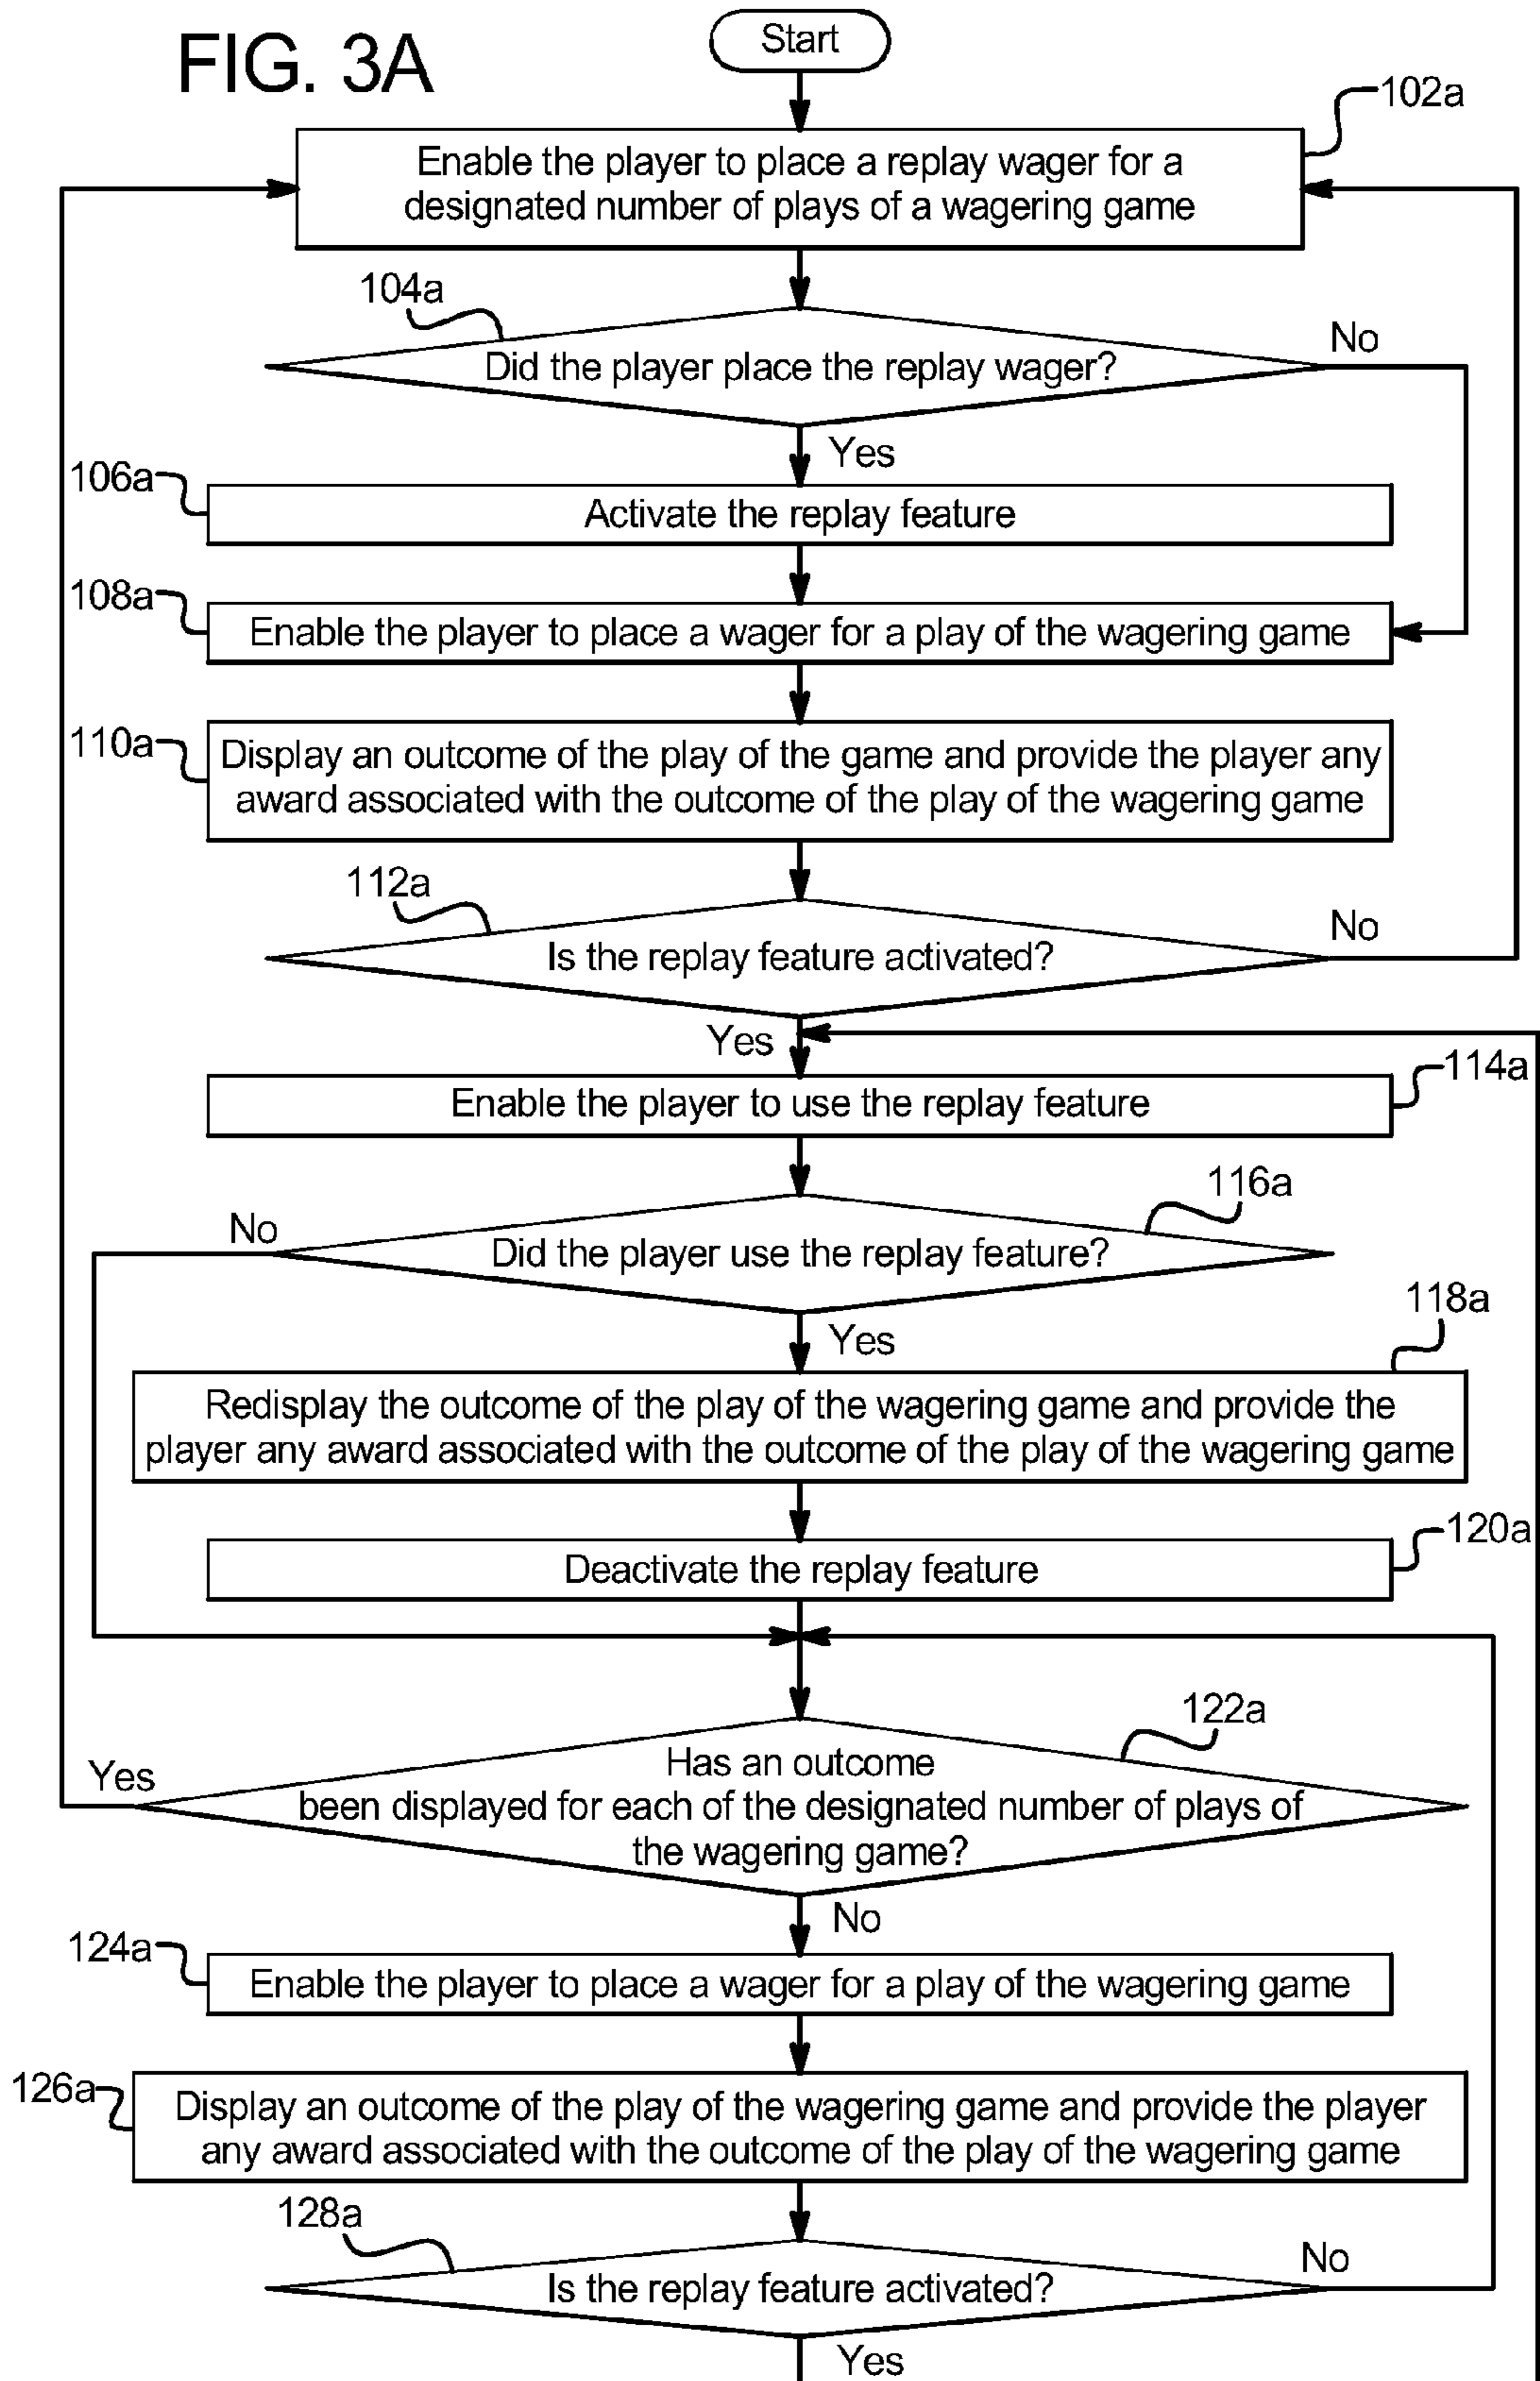 FIG. 3A
Start
102a
Enable the player to place a replay wager for a
designated number of plays of a wagering game
104a
Did the player place the replay wager?
No
Yes
106a
Activate the replay feature
108a
Enable the player to place a wager for a play of the wagering game
110a
Display an outcome of the play of the game and provide the player any
award associated with the outcome of the play of the wagering game
112a
Is the replay feature activated?
No
Yes
114a
Enable the player to use the replay feature
116a
No
Did the player use the replay feature?
Yes
118a
Redisplay the outcome of the play of the wagering game and provide the
player any award associated with the outcome of the play of the wagering game
120a
Deactivate the replay feature
122a
Yes
Has an outcome
been displayed for each of the designated number of plays of
the wagering game?
No
124a
Enable the player to place a wager for a play of the wagering game
126a
Display an outcome of the play of the wagering game and provide the player
any award associated with the outcome of the play of the wagering game
128a
Is the replay feature activated?
No
Yes